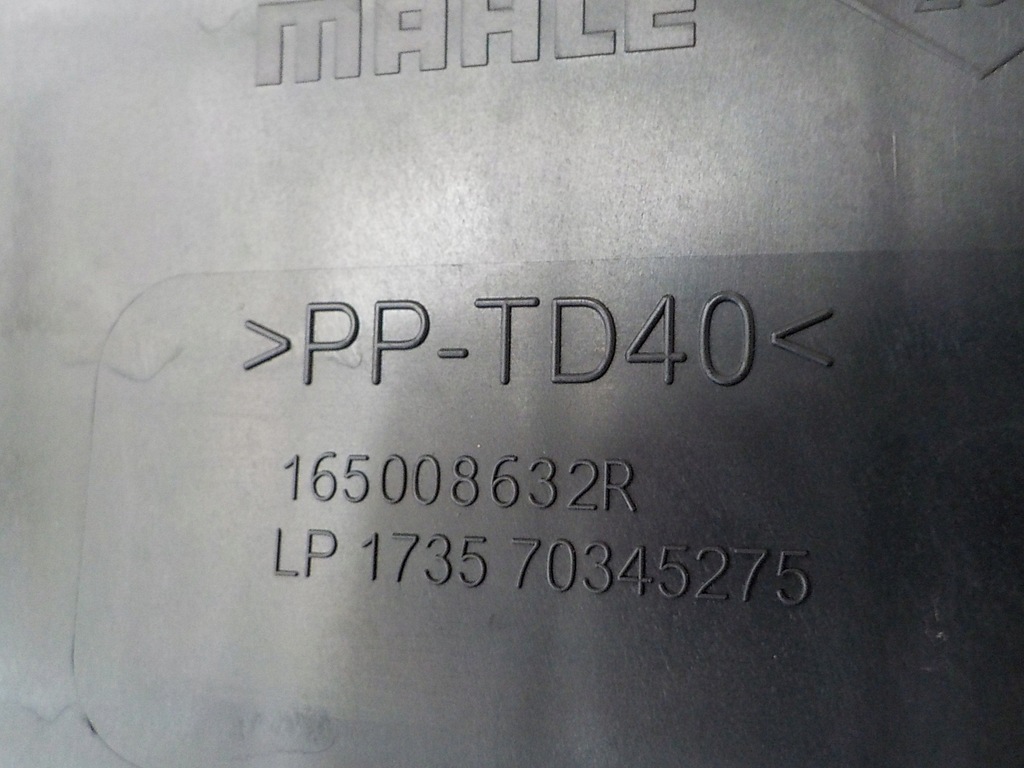 MAHLE
>PP-TD40<
165008632R
LP 1735 70345275